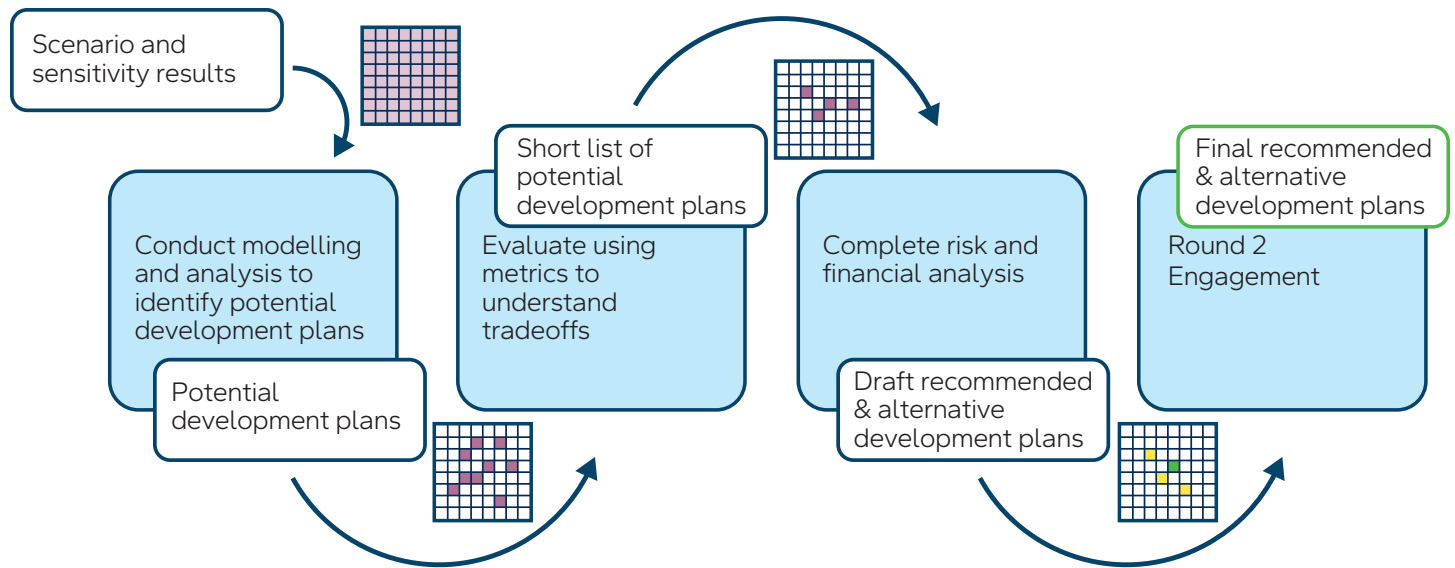 Scenario and
sensitivity results
Conduct modelling
and analysis to
identify potential
development plans
Potential
development plans
Short list of
potential
development plans
Evaluate using
metrics to
understand
tradeoffs
Complete risk and
financial analysis
Draft recommended
& alternative
development plans
Final recommended
& alternative
development plans
Round 2
Engagement